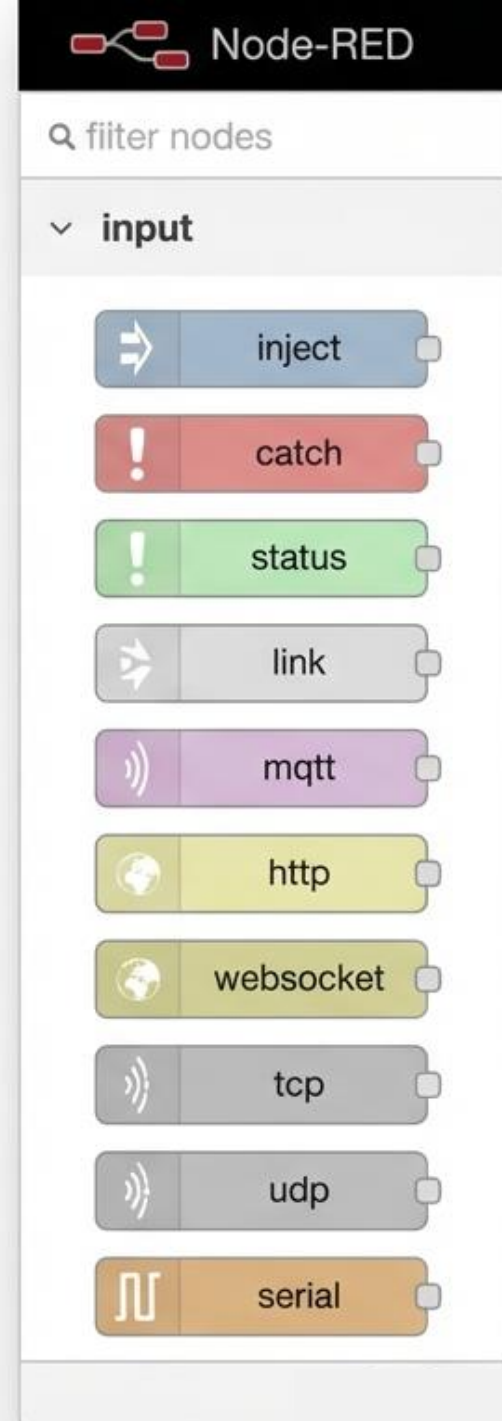 Node-RED
fiiter nodes
input
inject
catch
status
link
mqtt
http
websocket
tcp
udp
serial